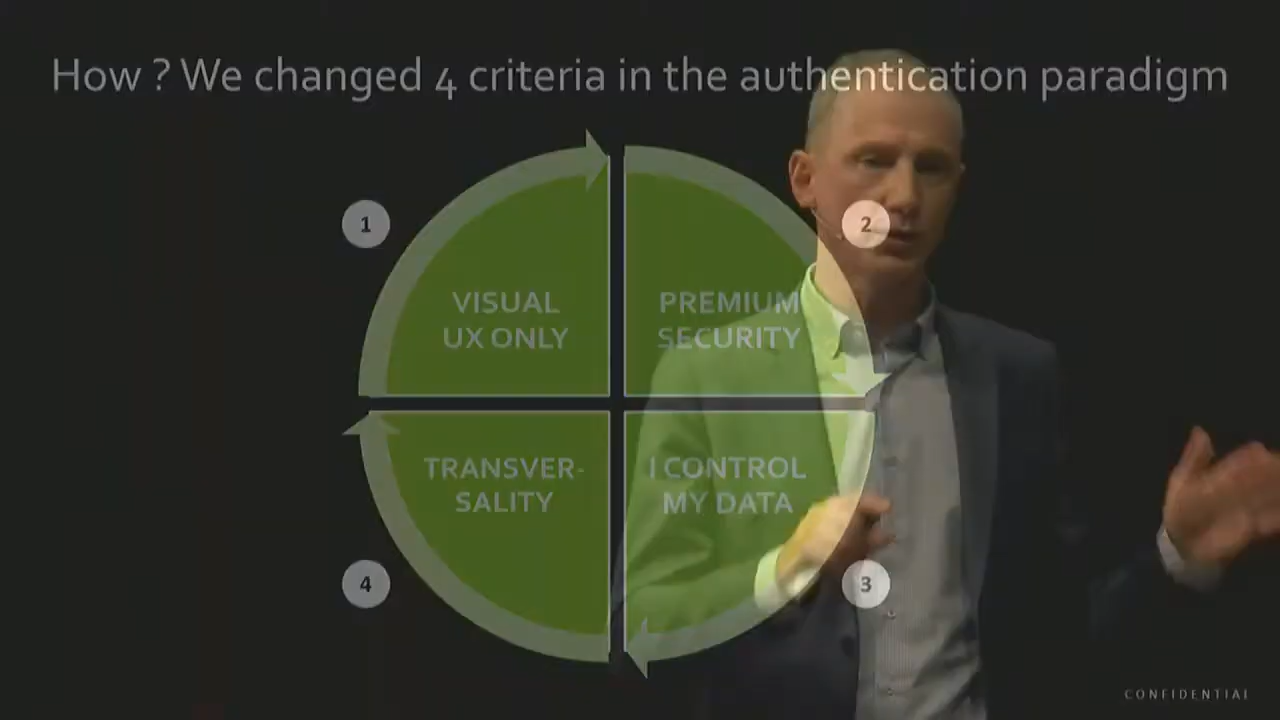 How ? We changed 4 criteria in the authentication paradigm
1
2
VISUAL
UX ONLY
PREMIUM
SECURITY
TRANSVER-
SALITY
I CONTROL
MY DATA
4
3
CONFIDENTIAL